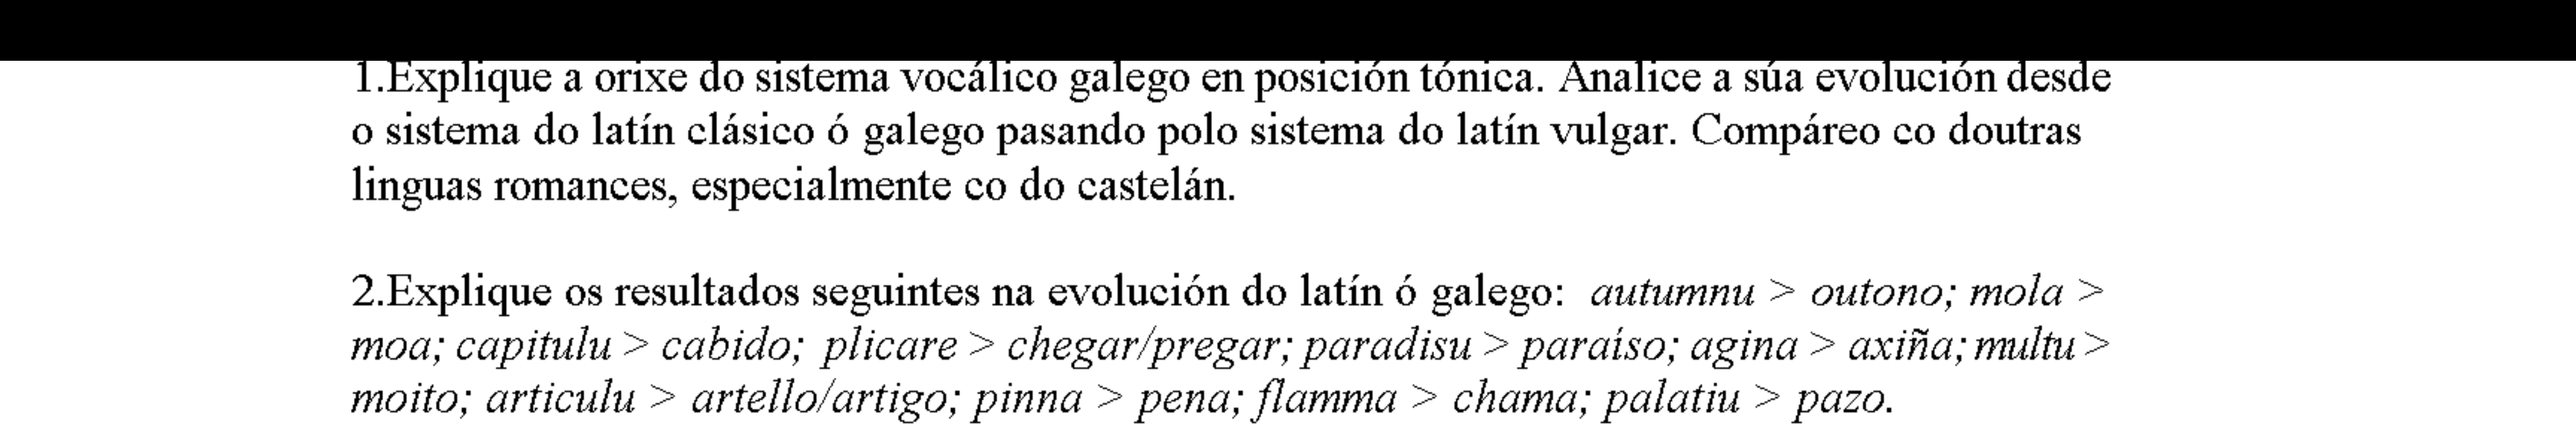 1.Explique a orixe do sistema vocálico galego en posición tónica. Analice a súa evolución desde
o sistema do latín clásico ó galego pasando polo sistema do latín vulgar. Compáreo co doutras
linguas romances, especialmente co do castelán.
2.Explique os resultados seguintes na evolución do latín ó galego: autumnu > outono; mola >
moa; capitulu > cabido; plicare > chegar/pregar; paradisu > paraíso; agina > axiña; multu >
moito; articulu > artello/artigo; pinna > pena; flamma > chama; palatiu > pazo.